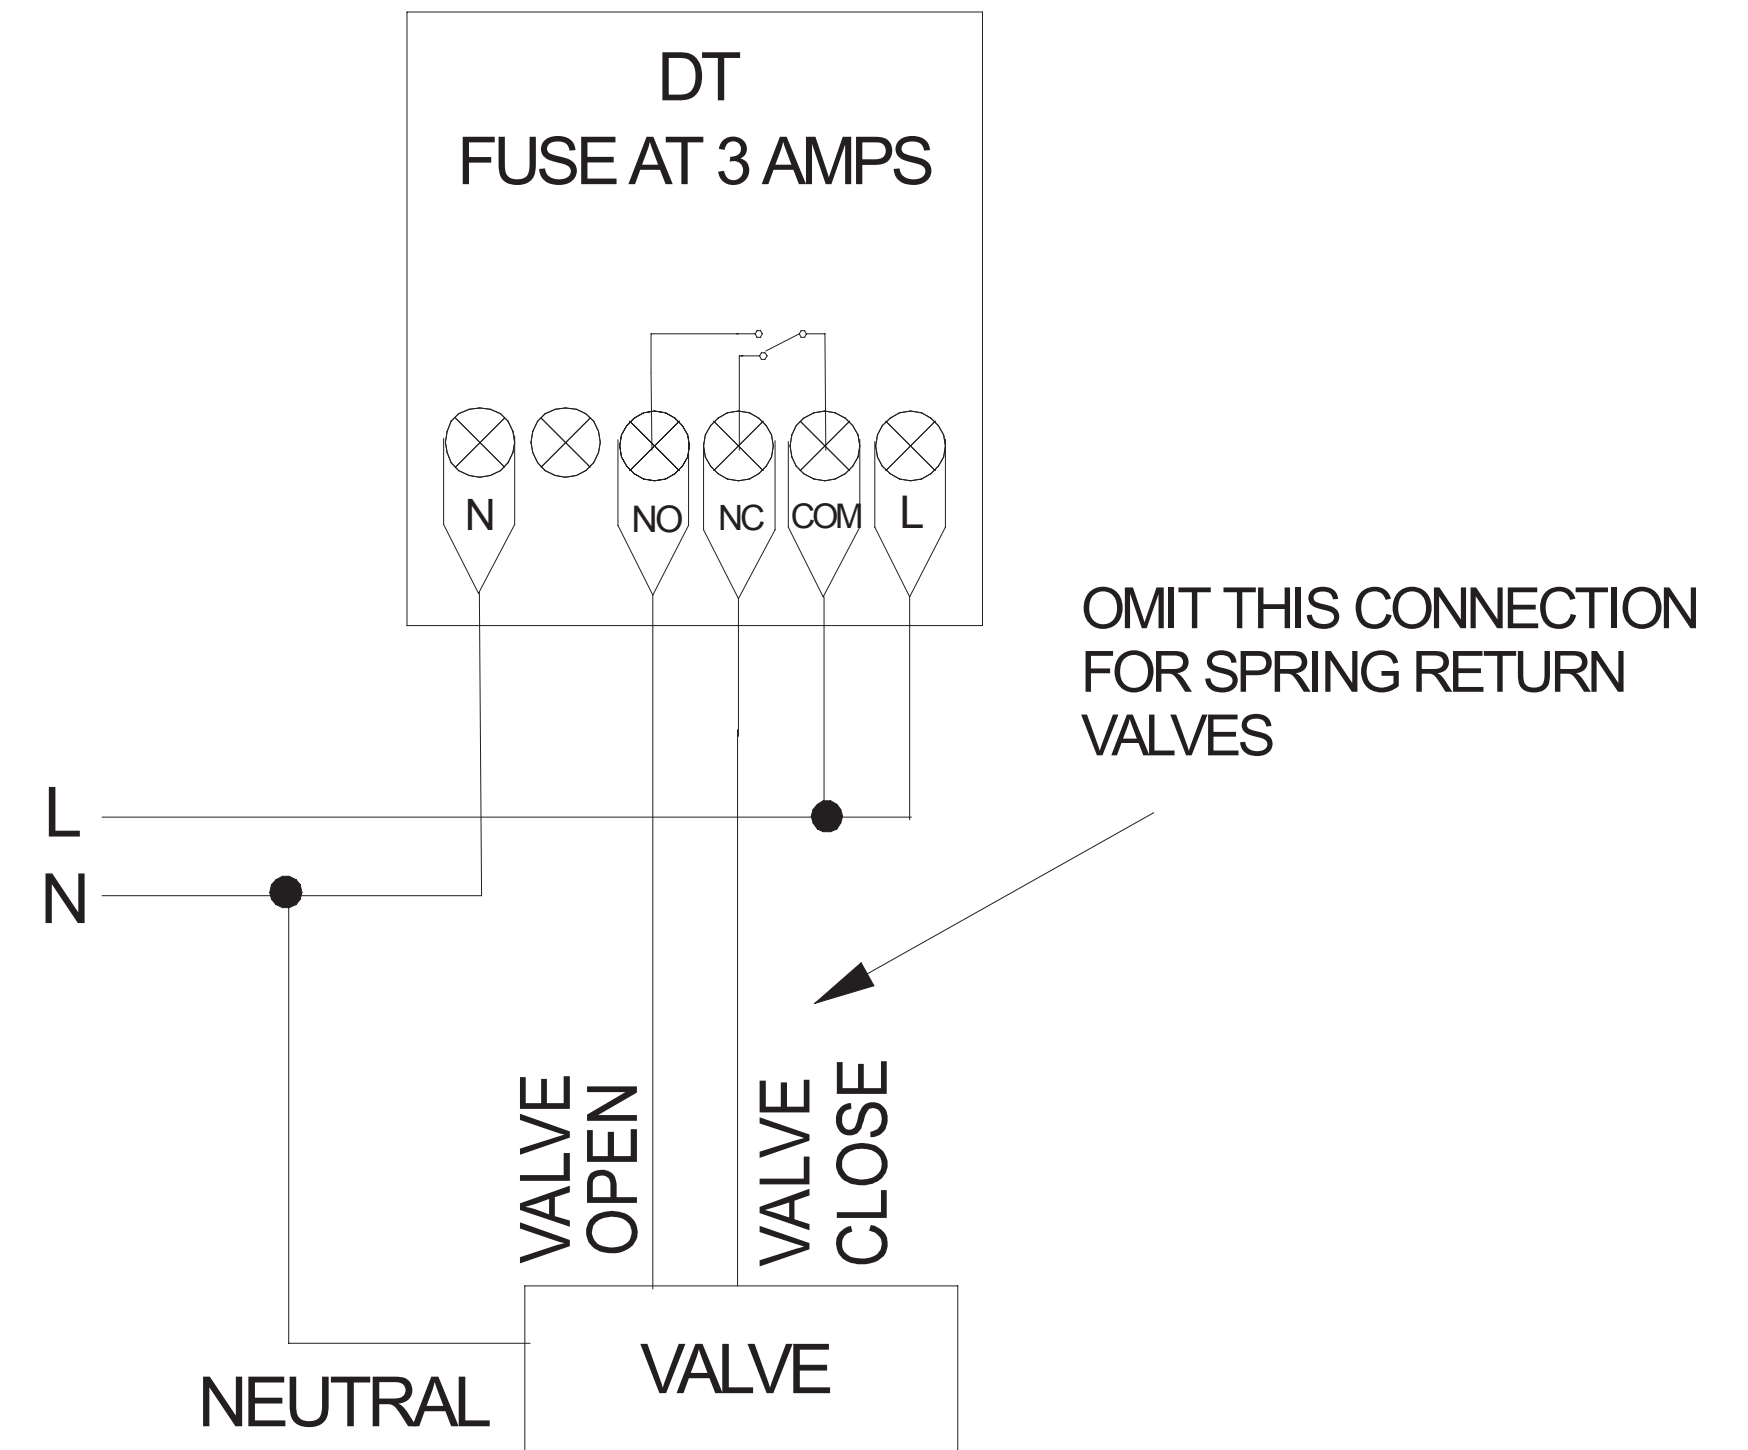 DT
FUSE AT 3 AMPS
N
NO
NC
COM
L
OMIT THIS CONNECTION
FOR SPRING RETURN
VALVES
L
N
VALVE
OPEN
VALVE
CLOSE
VALVE
NEUTRAL